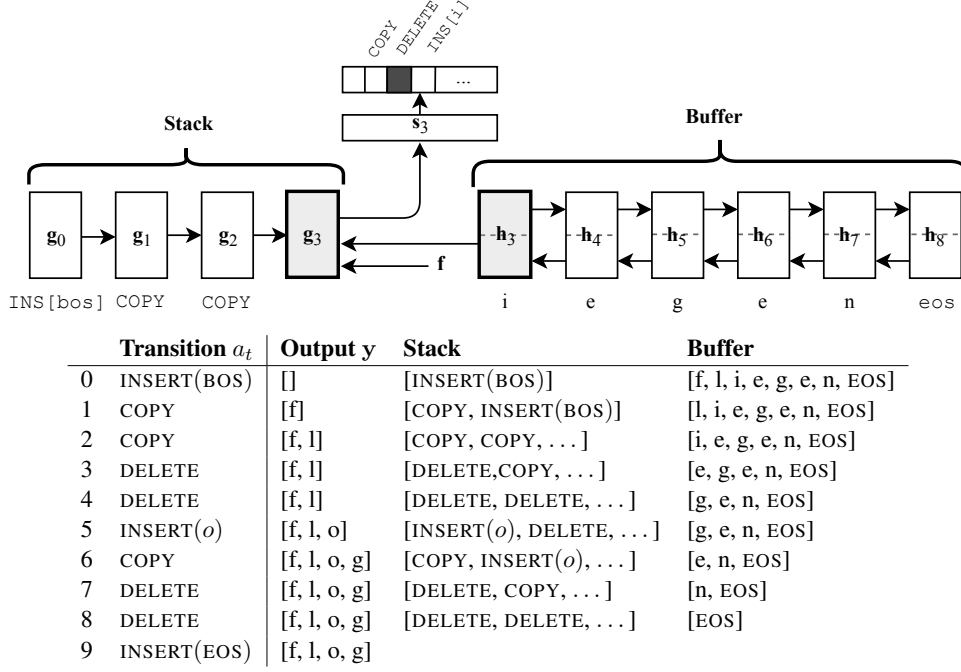 COPY DELETE INS[i]
...
s3
Stack
Buffer
g0 g1 g2 g3 h3 h4 h5 h6 h7 h8
f
INS[bos] COPY COPY i e g e n eos
Transition at Output y Stack Buffer
0 INSERT(BOS) [] [INSERT(BOS)] [f, l, i, e, g, e, n, EOS]
1 COPY [f] [COPY, INSERT(BOS)] [l, i, e, g, e, n, EOS]
2 COPY [f, l] [COPY, COPY, . . . ] [i, e, g, e, n, EOS]
3 DELETE [f, l] [DELETE,COPY, . . . ] [e, g, e, n, EOS]
4 DELETE [f, l] [DELETE, DELETE, . . . ] [g, e, n, EOS]
5 INSERT(o) [f, l, o] [INSERT(o), DELETE, . . . ] [g, e, n, EOS]
6 COPY [f, l, o, g] [COPY, INSERT(o), . . . ] [e, n, EOS]
7 DELETE [f, l, o, g] [DELETE, COPY, . . . ] [n, EOS]
8 DELETE [f, l, o, g] [DELETE, DELETE, . . . ] [EOS]
9 INSERT(EOS) [f, l, o, g]